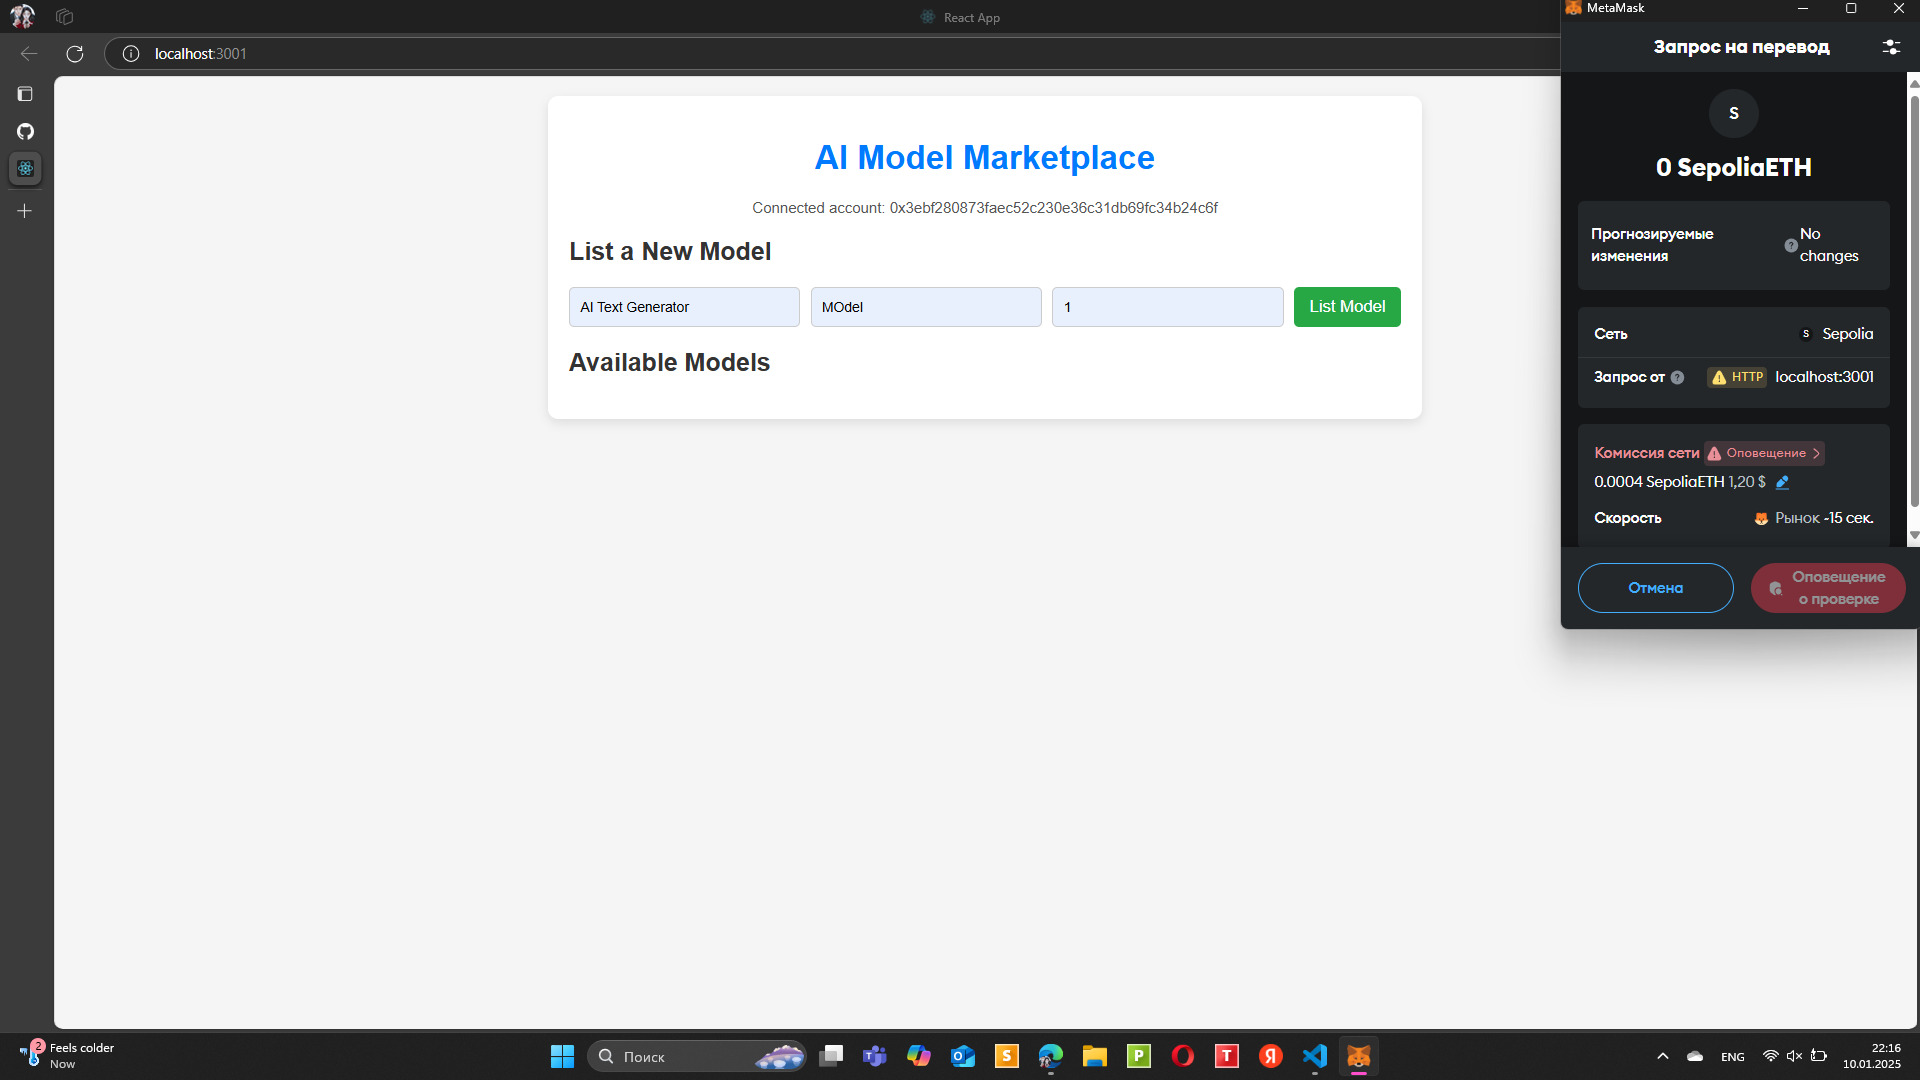 React App
localhost:3001
AI Model Marketplace
Connected account: 0x3ebf280873faec52c230e36c31db69fc34b24c6f
List a New Model
AI Text Generator
MOdel
1
List Model
Available Models
MetaMask
Запрос на перевод
S
0 SepoliaETH
Прогнозируемые
изменения
?
No
changes
Сеть
S Sepolia
Запрос от ? HTTP localhost:3001
Комиссия сети Оповещение
0.0004 SepoliaETH 1,20 $
Скорость Рынок ~15 сек.
Отмена
Оповещение
о проверке
2
Feels colder
Now
Поиск
S
P
T
Я
ENG
22:16
10.01.2025